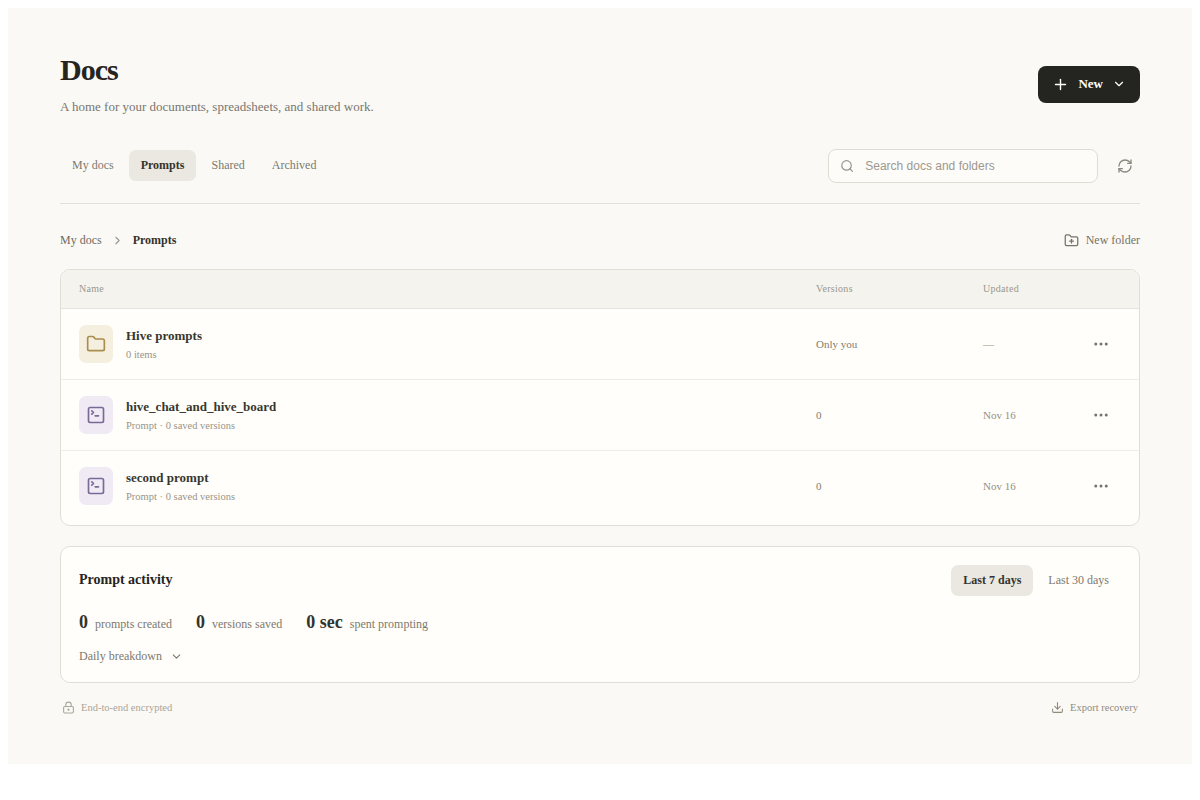 Docs
A home for your documents, spreadsheets, and shared work.
New
My docs
Prompts
Shared
Archived
Search docs and folders
My docs
Prompts
New folder
Name
Versions
Updated
Hive prompts
0 items
Only you
—
hive_chat_and_hive_board
Prompt · 0 saved versions
0
Nov 16
second prompt
Prompt · 0 saved versions
0
Nov 16
Prompt activity
Last 7 days
Last 30 days
0 prompts created
0 versions saved
0 sec spent prompting
Daily breakdown
End-to-end encrypted
Export recovery